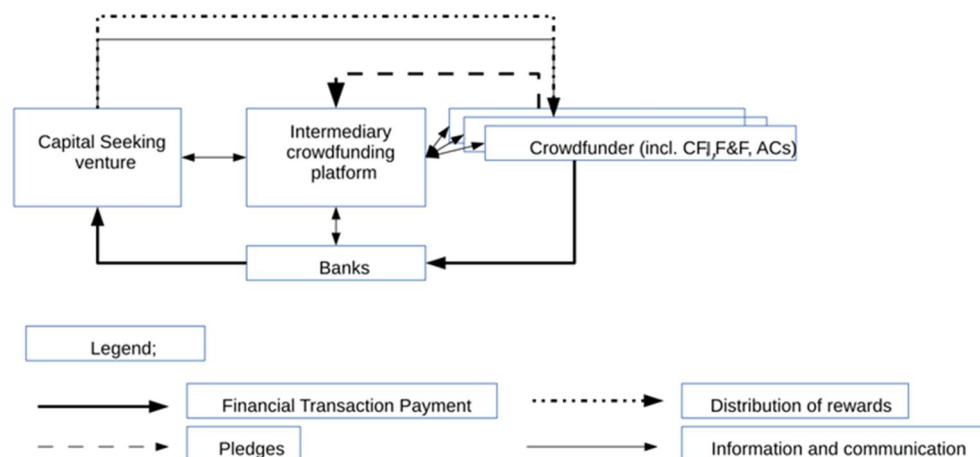 Capital Seeking
venture
Intermediary
crowdfunding
platform
Crowdfunder (incl. CF|,F&F, ACs)
Banks
Legend;
Financial Transaction Payment
Distribution of rewards
Pledges
Information and communication